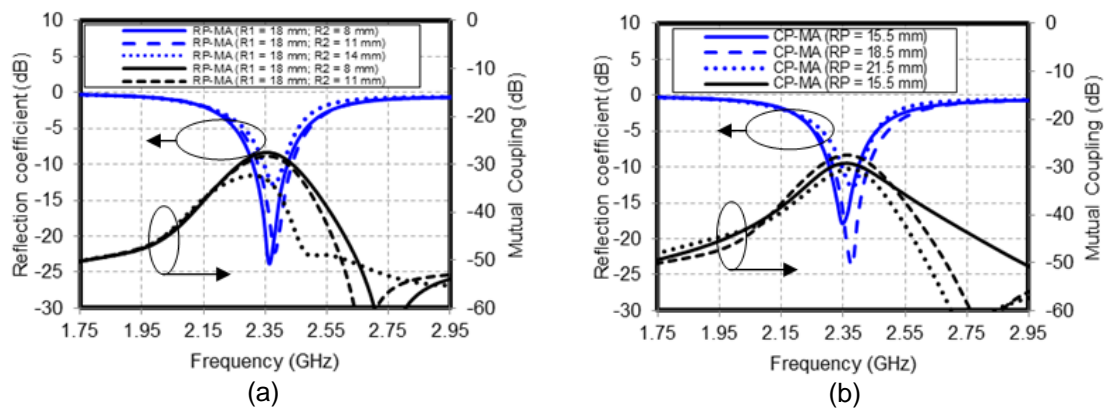 10
5
0
-5
-10
-15
-20
-25
-30
Reflection coefficient (dB)
RP-MA (R1 = 18 mm; R2 = 8 mm)
RP-MA (R1 = 18 mm; R2 = 11 mm)
RP-MA (R1 = 18 mm; R2 = 14 mm)
RP-MA (R1 = 18 mm; R2 = 8 mm)
RP-MA (R1 = 18 mm; R2 = 11 mm)
0
-10
-20
-30
-40
-50
-60
Mutual Coupling (dB)
1.75 1.95 2.15 2.35 2.55 2.75 2.95
Frequency (GHz)
(a)
10
5
0
-5
-10
-15
-20
-25
-30
Reflection coefficient (dB)
CP-MA (RP = 15.5 mm)
CP-MA (RP = 18.5 mm)
CP-MA (RP = 21.5 mm)
CP-MA (RP = 15.5 mm)
0
-10
-20
-30
-40
-50
-60
Mutual Coupling (dB)
1.75 1.95 2.15 2.35 2.55 2.75 2.95
Frequency (GHz)
(b)